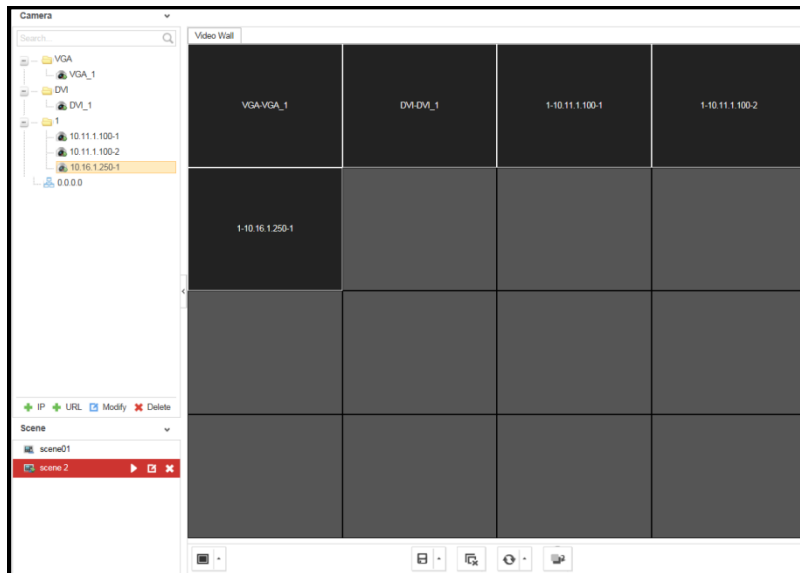 Camera
Search...
VGA
VGA_1
DVI
DVI_1
1
10.11.1.100-1
10.11.1.100-2
10.16.1.250-1
0.0.0.0
IP URL Modify Delete
Scene
scene01
scene 2
Video Wall
VGA-VGA_1 DVI-DVI_1 1-10.11.1.100-1 1-10.11.1.100-2
1-10.16.1.250-1